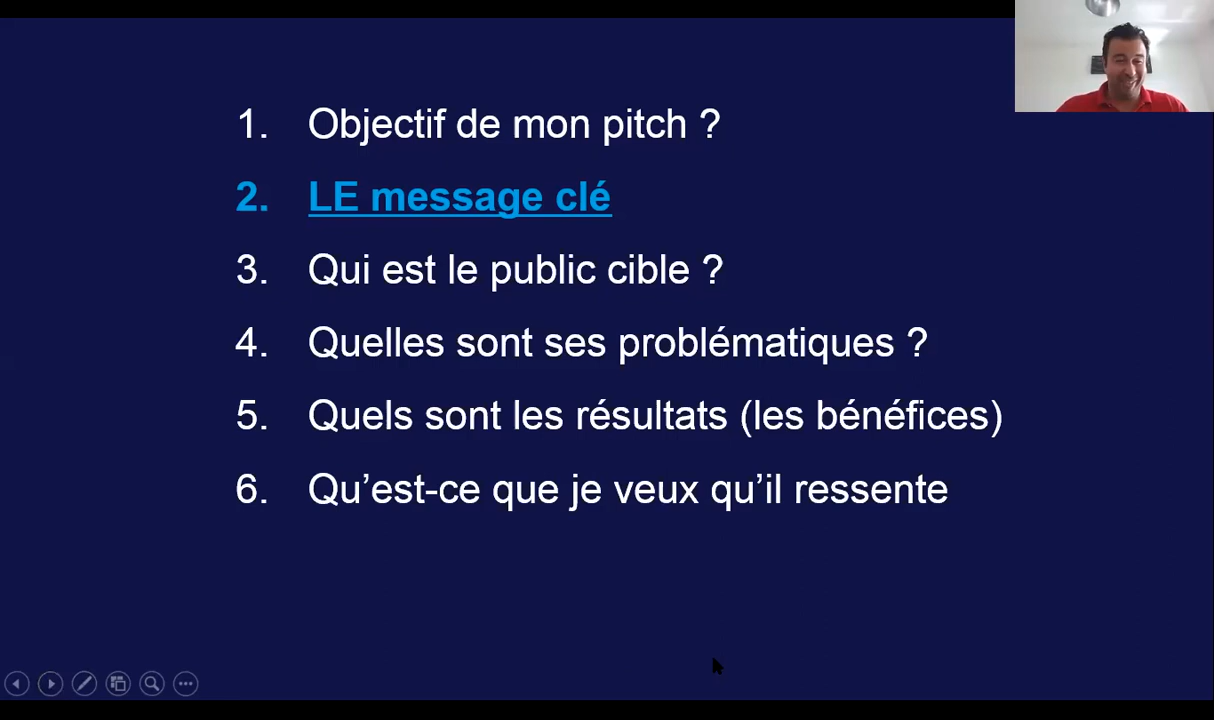 1. Objectif de mon pitch ?
2. LE message clé
3. Qui est le public cible ?
4. Quelles sont ses problématiques ?
5. Quels sont les résultats (les bénéfices)
6. Qu’est-ce que je veux qu’il ressente